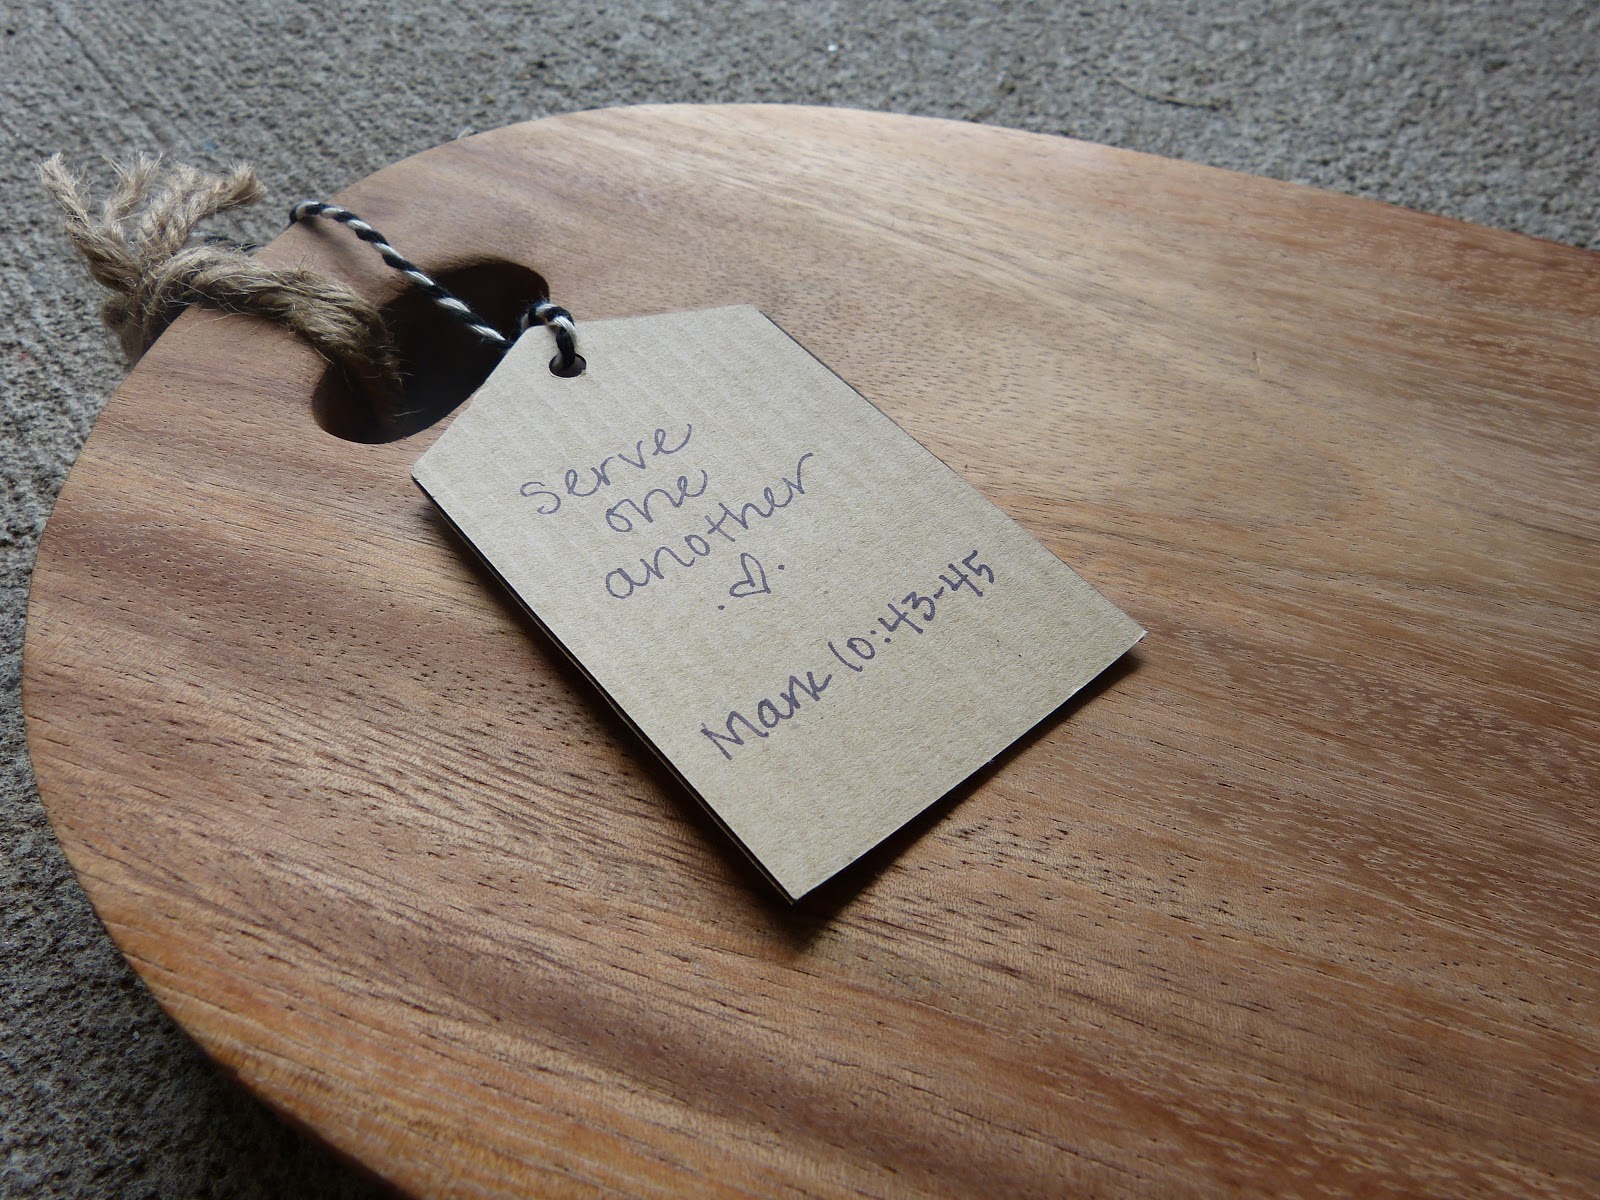 serve
one
another
Mark 10:43-45